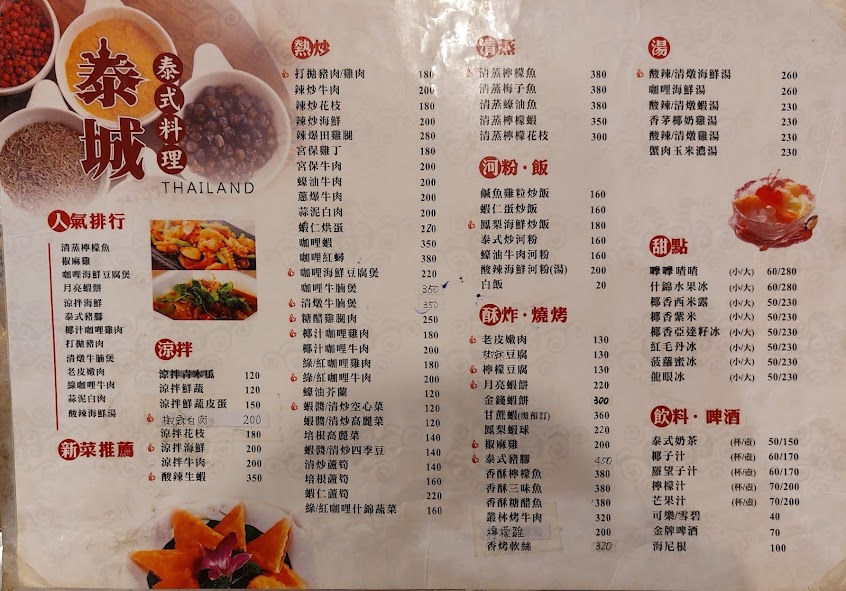 泰城
泰式料理
THAILAND
人氣排行
清蒸檸檬魚
椒麻雞
咖哩海鮮豆腐煲
月亮蝦餅
涼拌海鮮
泰式豬腳
椰汁咖哩雞肉
打拋豬肉
清燉牛腩煲
老皮嫩肉
綠咖哩牛肉
蒜泥白肉
酸辣海鮮湯
新菜推薦
涼拌
涼拌青木瓜 120
涼拌鮮蔬 120
涼拌鮮蔬皮蛋 150
白肉 200
涼拌花枝 180
涼拌海鮮 200
涼拌牛肉 200
酸辣生蝦 350
熱炒
打拋豬肉/雞肉 180
辣炒牛肉 200
辣炒花枝 180
辣炒海鮮 200
辣爆田雞腿 280
宮保雞丁 180
宮保牛肉 200
蠔油牛肉 200
蔥爆牛肉 200
蒜泥白肉 200
蝦仁烘蛋 220
咖哩蝦 350
咖哩紅蟳 380
咖哩海鮮豆腐煲 220
咖哩牛腩煲 350
清燉牛腩煲 350
糖醋雞腿肉 250
椰汁咖哩雞肉 180
椰汁咖哩牛肉 200
綠/紅咖哩雞肉 180
綠/紅咖哩牛肉 200
蠔油芥蘭 120
蝦醬/清炒空心菜 120
蝦醬/清炒高麗菜 120
培根高麗菜 140
蝦醬/清炒四季豆 140
清炒蘆筍 140
培根蘆筍 160
蝦仁蘆筍 220
綠/紅咖哩什錦蔬菜 160
清蒸
清蒸檸檬魚 380
清蒸梅子魚 380
清蒸蠔油魚 380
清蒸檸檬蝦 350
清蒸檸檬花枝 300
河粉·飯
鹹魚雞粒炒飯 160
蝦仁蛋炒飯 160
鳳梨海鮮炒飯 180
泰式炒河粉 160
蠔油牛肉河粉 160
酸辣海鮮河粉(湯) 200
白飯 20
酥炸·燒烤
老皮嫩肉 130
豆腐 130
檸檬豆腐 130
月亮蝦餅 220
金錢蝦餅 300
甘蔗蝦(需預訂) 360
鳳梨蝦球 220
椒麻雞 200
泰式豬腳 450
香酥檸檬魚 380
香酥三味魚 380
香酥糖醋魚 380
叢林烤牛肉 320
檸檬雞 200
香烤軟絲 320
湯
酸辣/清燉海鮮湯 260
咖哩海鮮湯 260
酸辣/清燉蝦湯 230
香茅椰奶雞湯 230
酸辣/清燉雞湯 230
蟹肉玉米濃湯 230
甜點
嚤嚤喳喳 (小/大) 60/280
什錦水果冰 (小/大) 60/280
椰香西米露 (小/大) 50/230
椰香紫米 (小/大) 50/230
椰香亞達籽冰 (小/大) 50/230
紅毛丹冰 (小/大) 50/230
菠蘿蜜冰 (小/大) 50/230
龍眼冰 (小/大) 50/230
飲料·啤酒
泰式奶茶 (杯/壺) 50/150
椰子汁 (杯/壺) 60/170
羅望子汁 (杯/壺) 60/170
檸檬汁 (杯/壺) 70/200
芒果汁 (杯/壺) 70/200
可樂/雪碧 40
金牌啤酒 70
海尼根 100